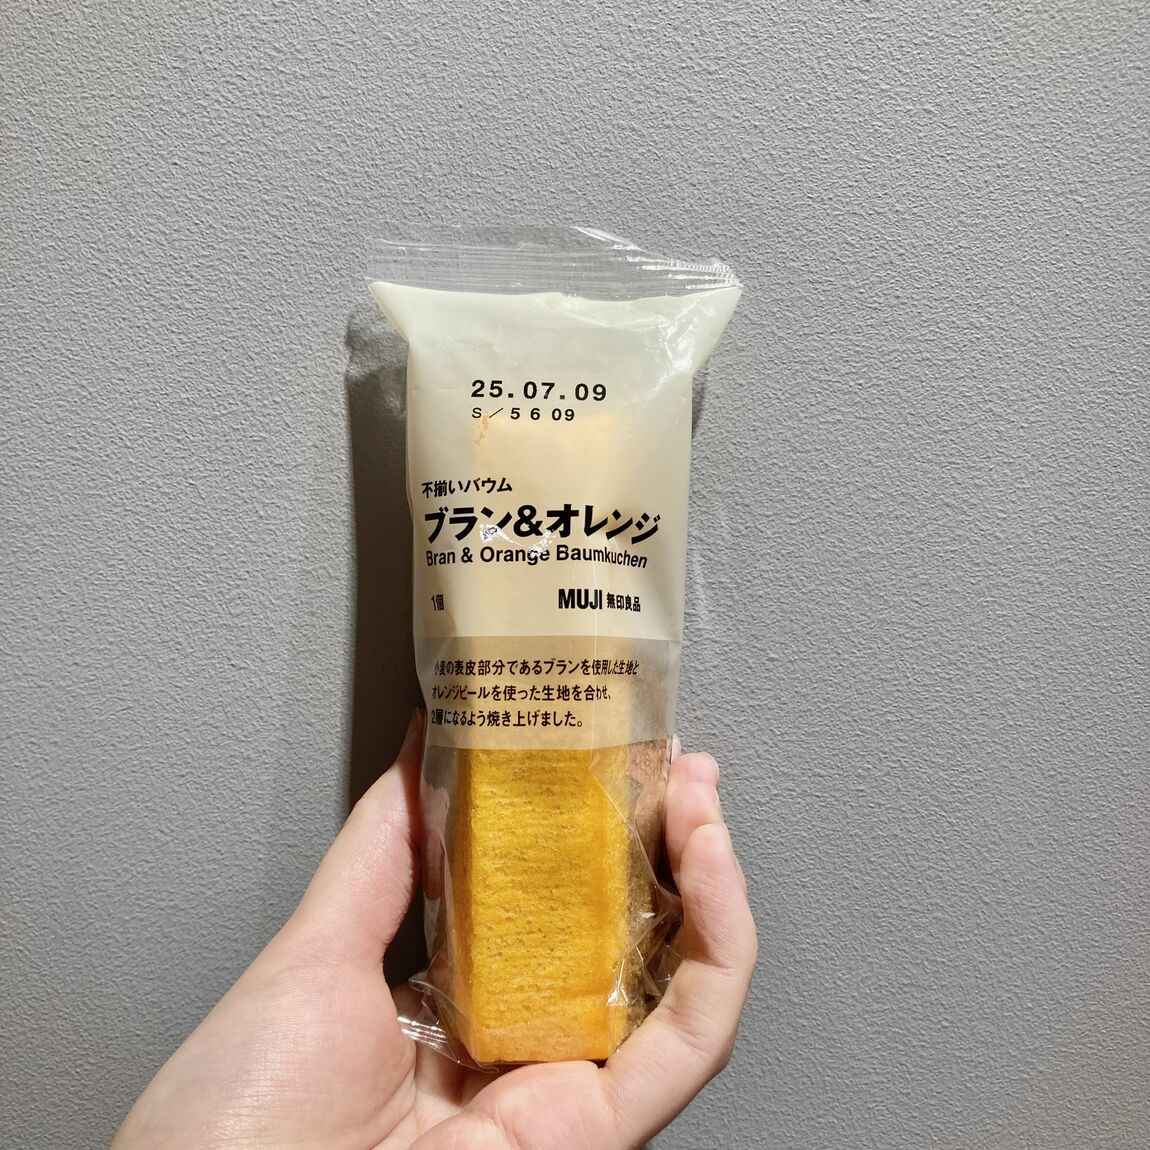 25.07.09
S／5 6 09
不揃いバウム
ブラン&オレンジ
Bran & Orange Baumkuchen
1個
MUJI 無印良品
小麦の表皮部分であるブランを使用した生地と
オレンジピールを使った生地を合わせ、
2層になるよう焼き上げました。